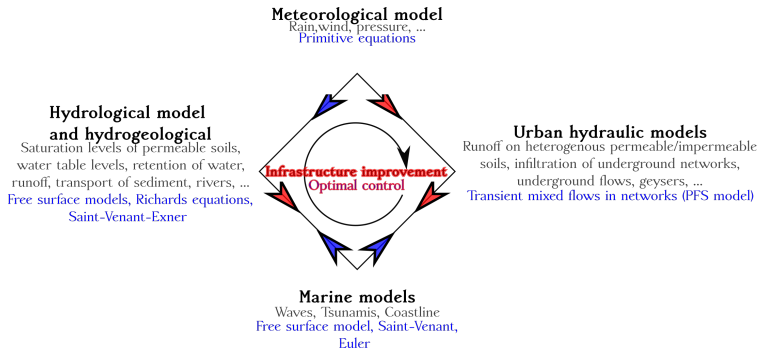 Meteorological model
Rain,wind, pressure, ...
Primitive equations
Hydrological model
and hydrogeological
Saturation levels of permeable soils,
water table levels, retention of water,
runoff, transport of sediment, rivers, ...
Free surface models, Richards equations,
Saint-Venant-Exner
Infrastructure improvement
Optimal control
Urban hydraulic models
Runoff on heterogenous permeable/impermeable
soils, infiltration of underground networks,
underground flows, geysers, ...
Transient mixed flows in networks (PFS model)
Marine models
Waves, Tsunamis, Coastline
Free surface model, Saint-Venant,
Euler